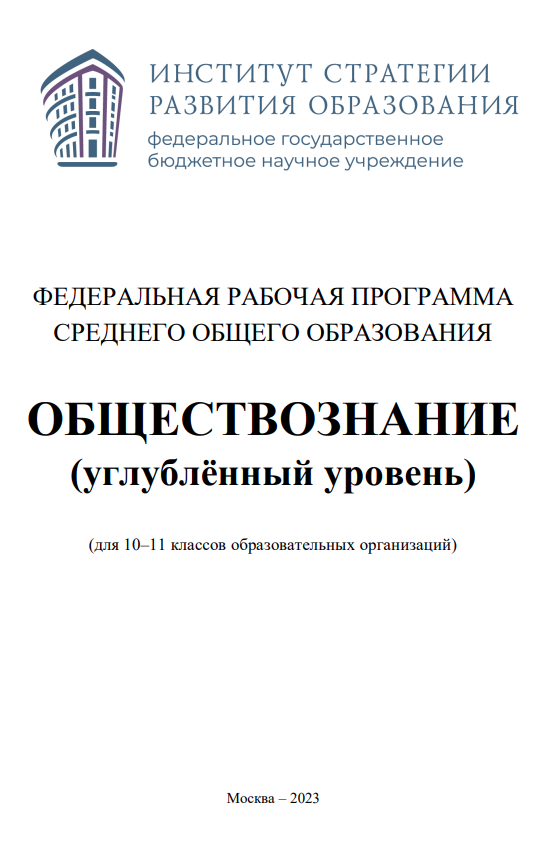 ИНСТИТУТ СТРАТЕГИИ
РАЗВИТИЯ ОБРАЗОВАНИЯ
федеральное государственное
бюджетное научное учреждение
ФЕДЕРАЛЬНАЯ РАБОЧАЯ ПРОГРАММА
СРЕДНЕГО ОБЩЕГО ОБРАЗОВАНИЯ
ОБЩЕСТВОЗНАНИЕ
(углублённый уровень)
(для 10–11 классов образовательных организаций)
Москва – 2023